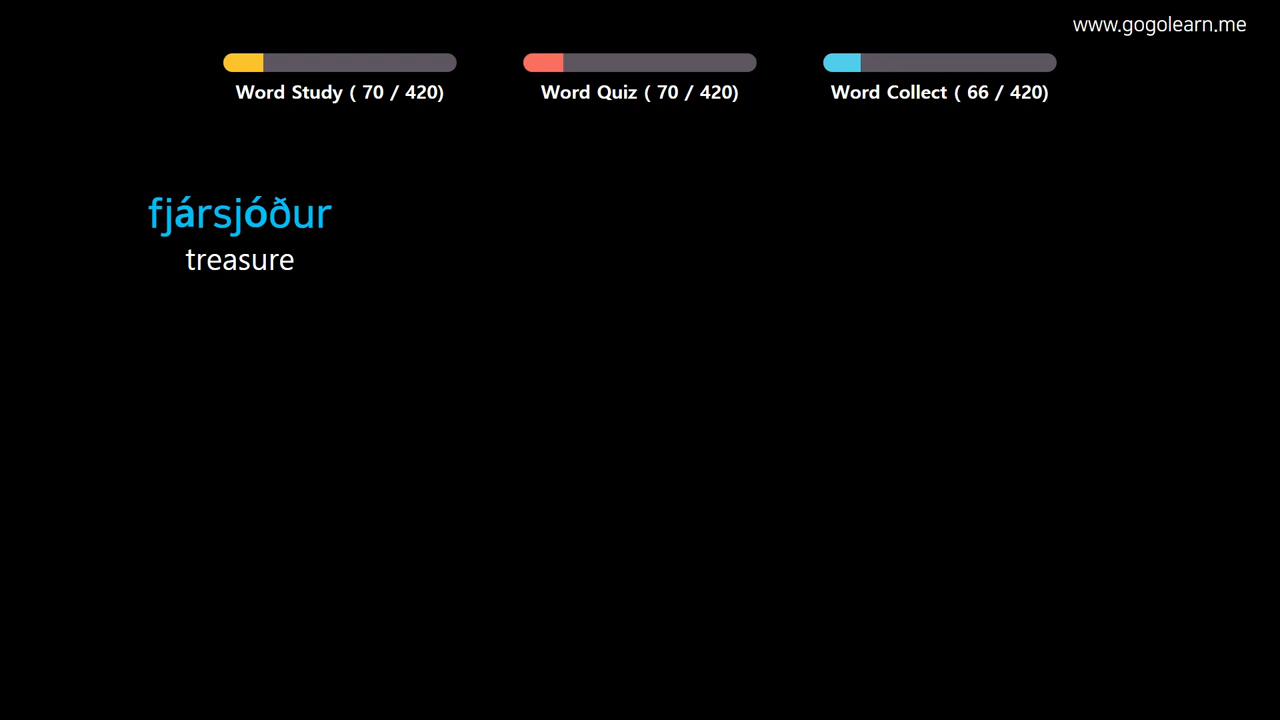 www.gogolearn.me
Word Study ( 70 / 420)
Word Quiz ( 70 / 420)
Word Collect ( 66 / 420)
fjársjóður
treasure